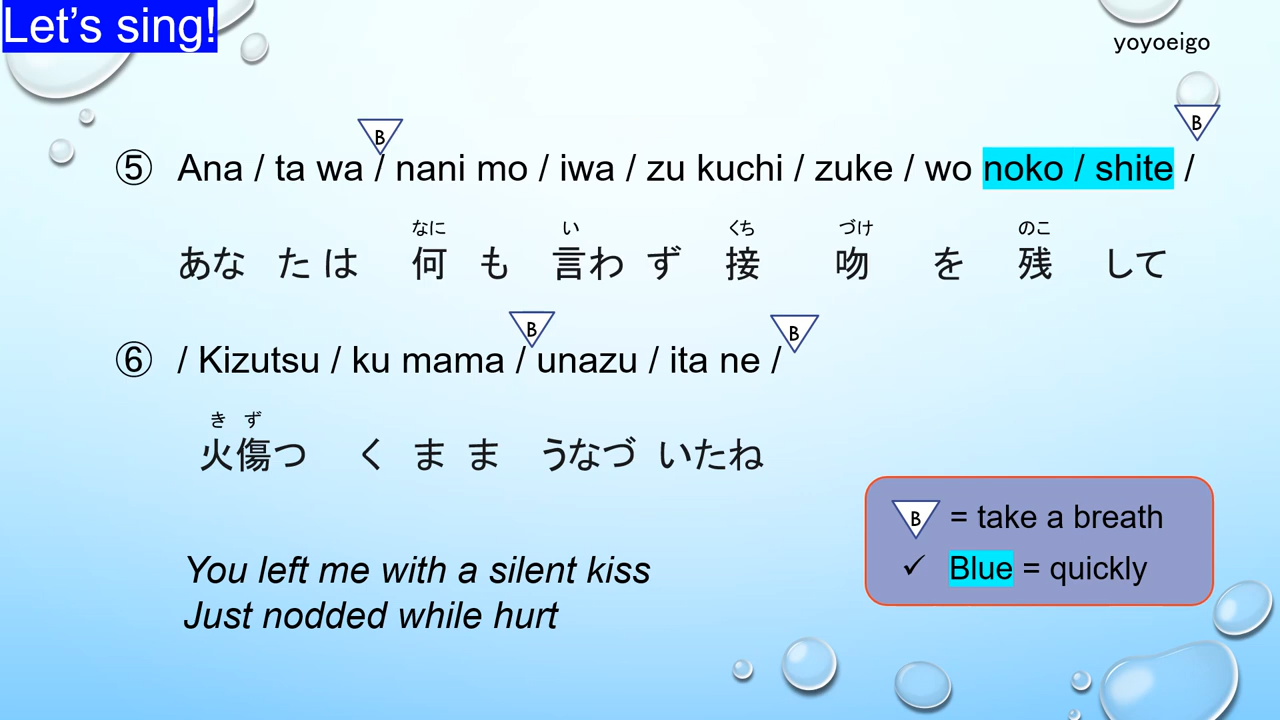 Let's sing!
yoyoeigo
B
B
⑤ Ana / ta wa / nani mo / iwa / zu kuchi / zuke / wo noko / shite /
なに い くち づけ のこ
あな た は 何 も 言わ ず 接 吻 を 残 して
B
B
⑥ / Kizutsu / ku mama / unazu / ita ne /
き ず
火傷つ く ま ま うなづ いたね
B = take a breath
✓ Blue = quickly
You left me with a silent kiss
Just nodded while hurt